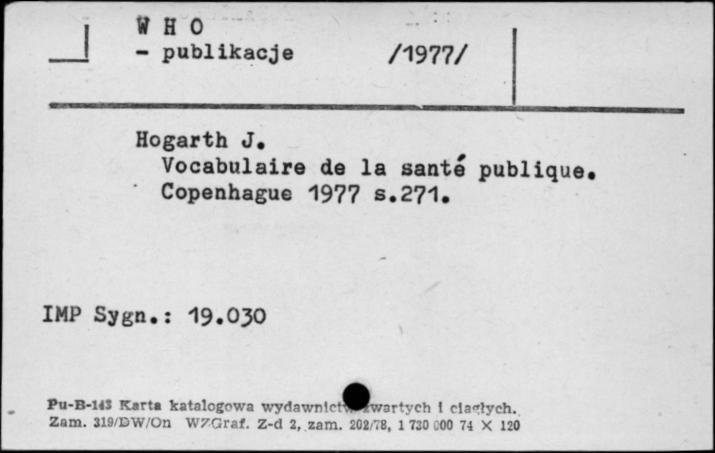 W H O
- publikacje /1977/
Hogarth J.
Vocabulaire de la santé publique.
Copenhague 1977 s.271.
IMP Sygn.: 19.030
Pu-B-143 Karta katalogowa wydawnictw zwartych i ciągłych.
Zam. 319/DW/On WZGraf. Z-d 2, zam. 202/78, 1 730 000 74 X 120